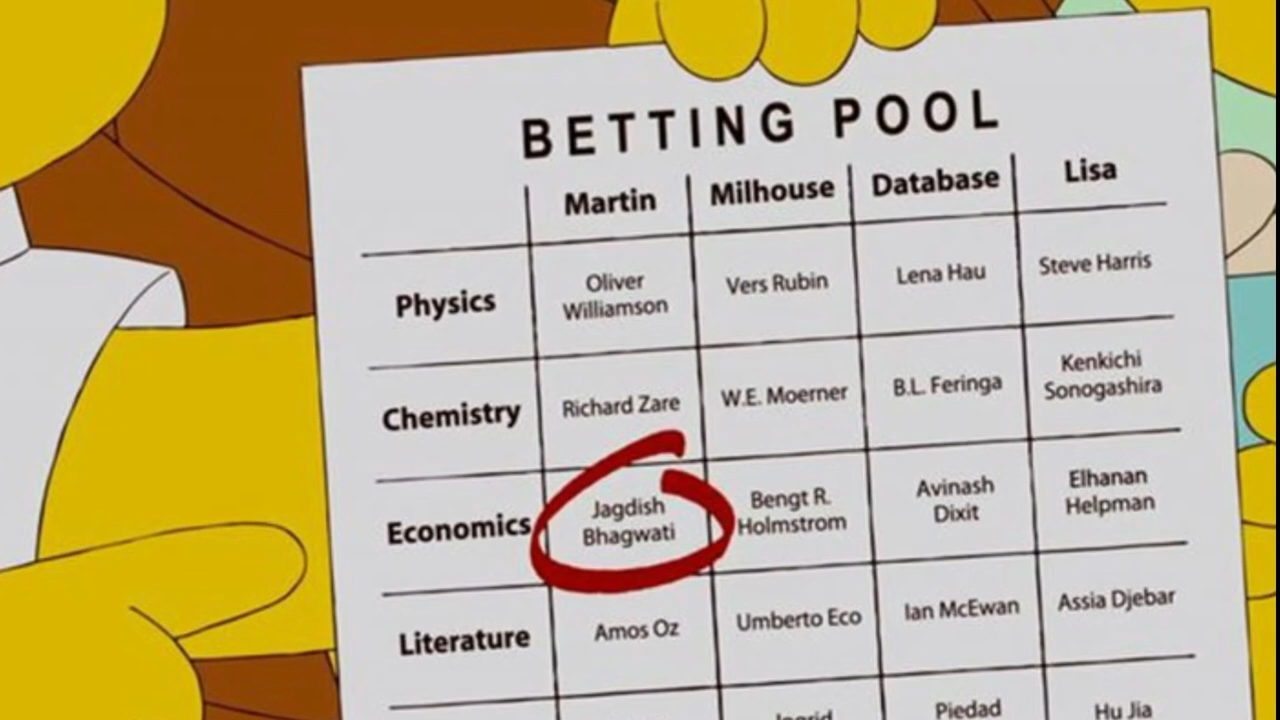 BETTING POOL
Martin Milhouse Database Lisa
Physics Oliver Williamson Vers Rubin Lena Hau Steve Harris
Chemistry Richard Zare W.E. Moerner B.L. Feringa Kenkichi Sonogashira
Economics Jagdish Bhagwati Bengt R. Holmstrom Avinash Dixit Elhanan Helpman
Literature Amos Oz Umberto Eco Ian McEwan Assia Djebar
Piedad Hu Jia